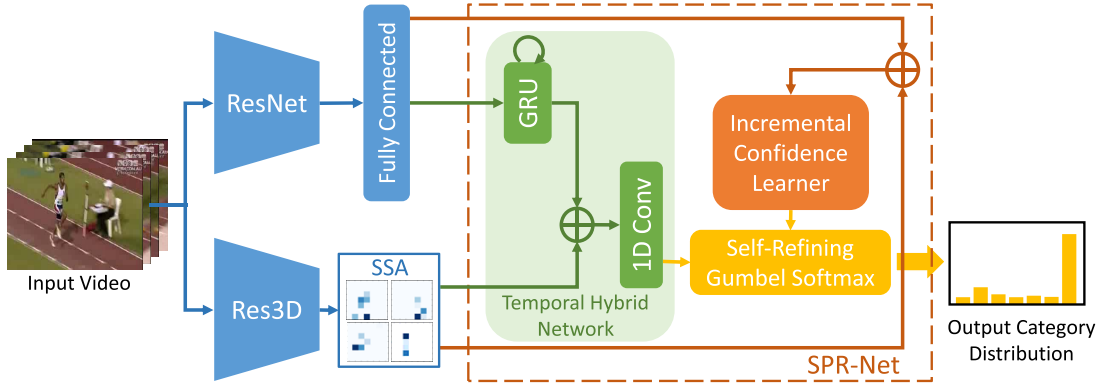 ResNet
Fully Connected
GRU
Incremental
Confidence
Learner
1D Conv
Input Video
Self-Refining
Gumbel Softmax
SSA
Res3D
Temporal Hybrid
Network
SPR-Net
Output Category
Distribution